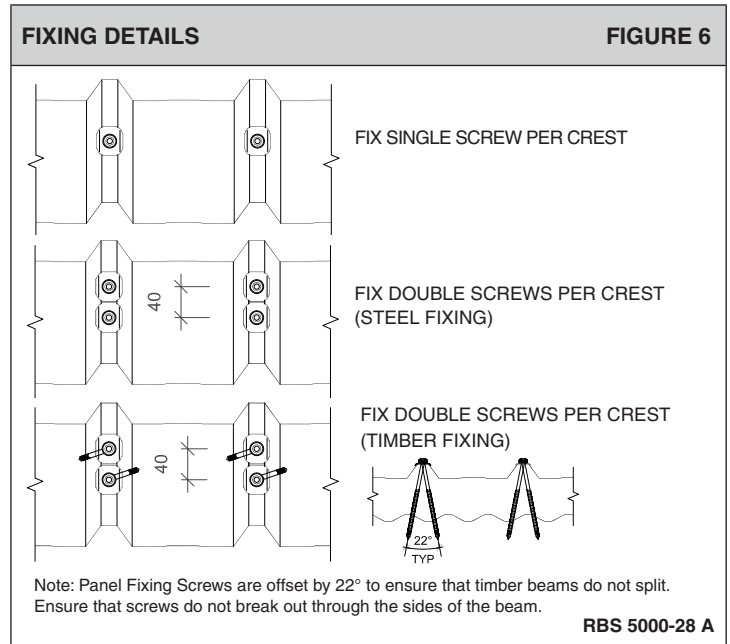 FIXING DETAILS FIGURE 6
FIX SINGLE SCREW PER CREST
40
FIX DOUBLE SCREWS PER CREST
(STEEL FIXING)
40
FIX DOUBLE SCREWS PER CREST
(TIMBER FIXING)
22°
TYP
Note: Panel Fixing Screws are offset by 22° to ensure that timber beams do not split.
Ensure that screws do not break out through the sides of the beam.
RBS 5000-28 A